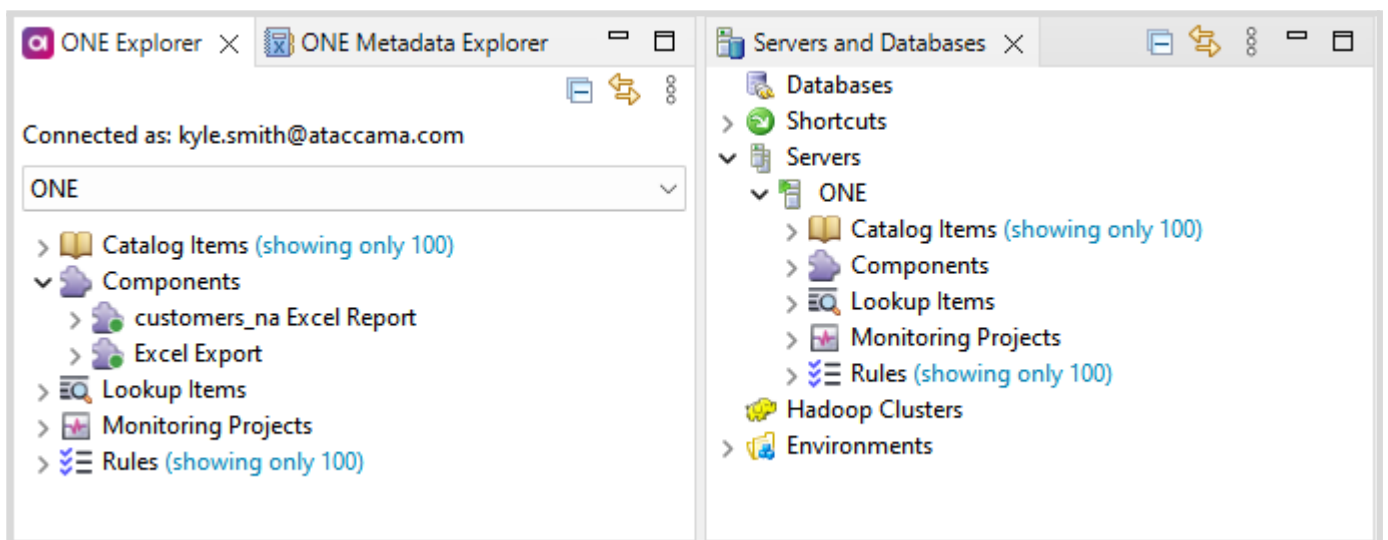 ONE Explorer
ONE Metadata Explorer
Connected as: kyle.smith@ataccama.com
ONE
Catalog Items (showing only 100)
Components
customers_na Excel Report
Excel Export
Lookup Items
Monitoring Projects
Rules (showing only 100)
Servers and Databases
Databases
Shortcuts
Servers
ONE
Catalog Items (showing only 100)
Components
Lookup Items
Monitoring Projects
Rules (showing only 100)
Hadoop Clusters
Environments